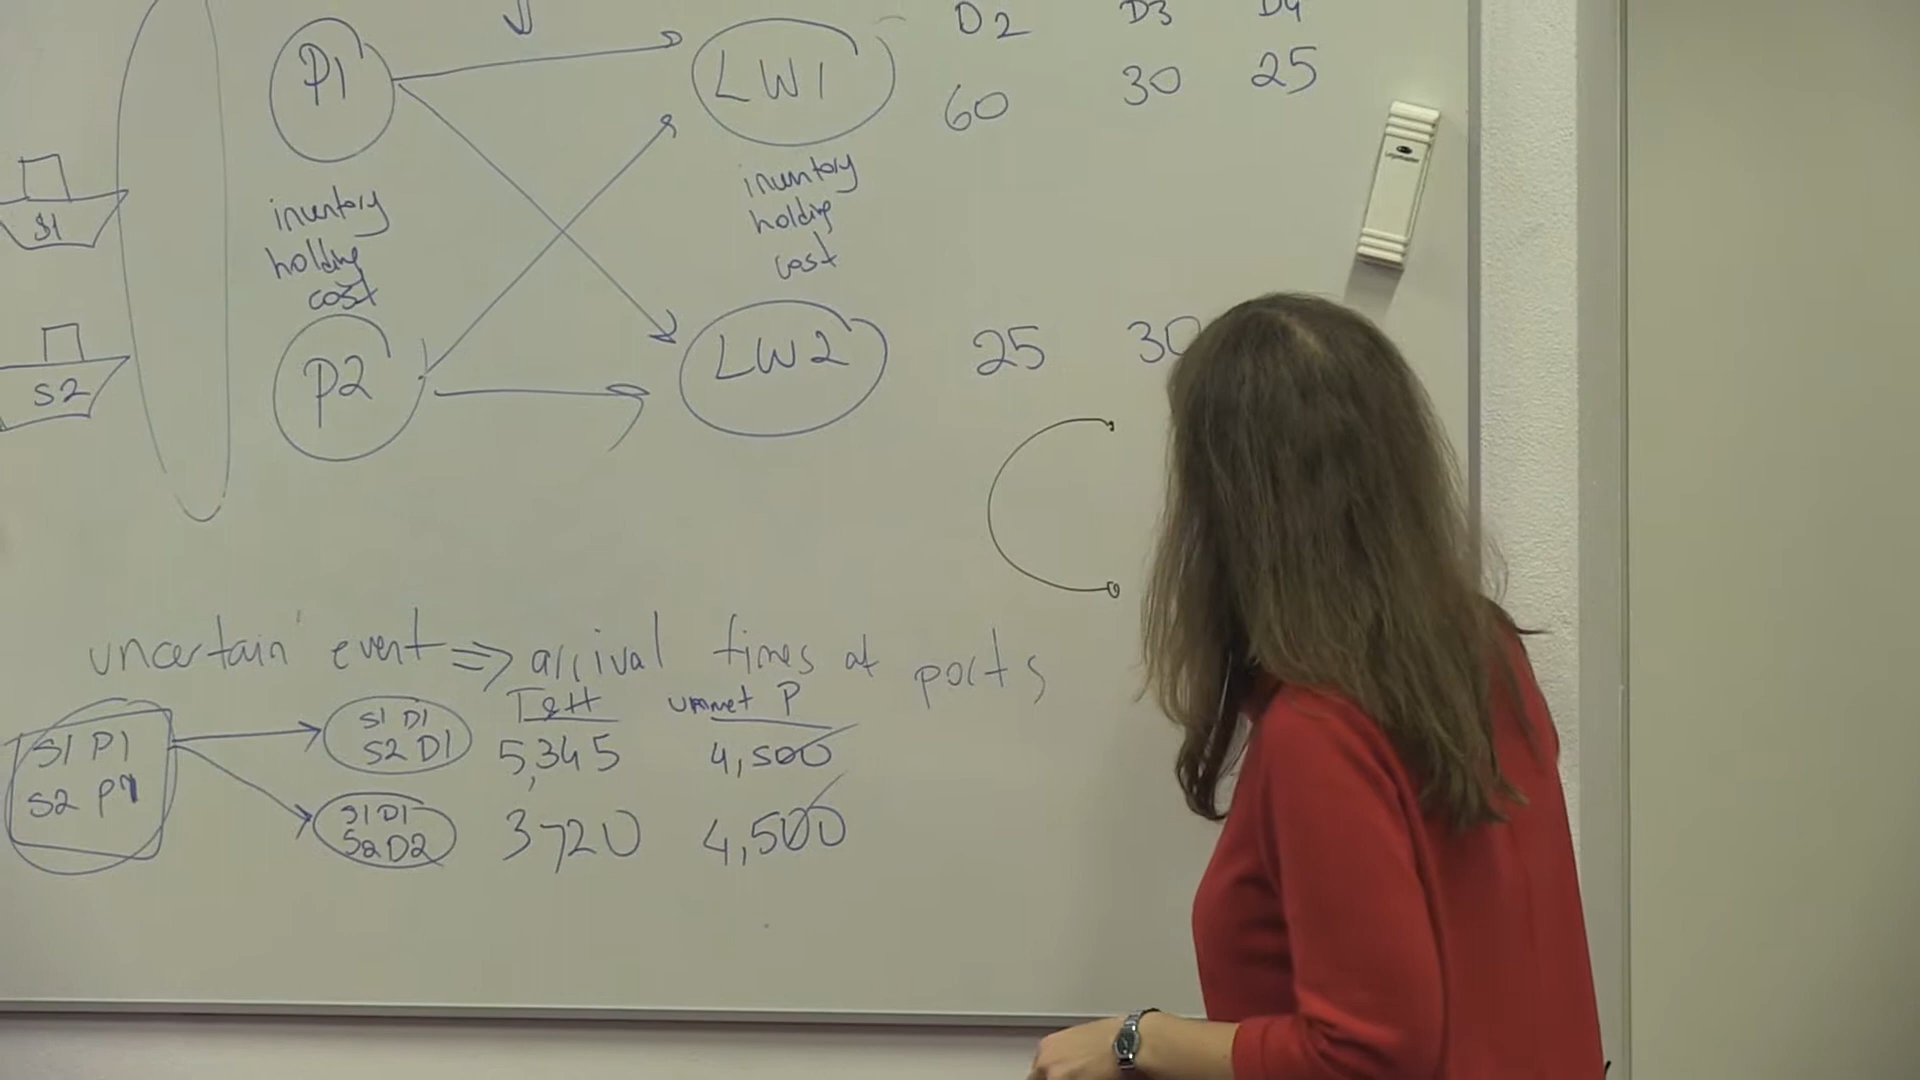 D2 D3 D4
P1 LW1 60 30 25
S1
inventory
holding
cost
inventory
holding
cost
S2 P2 LW2 25 30
uncertain event => arrival times at ports
unmet P
S1 P1
S2 P1
S1 D1
S2 D1
5,345 4,500
S1 D1
S2 D2
3720 4,500